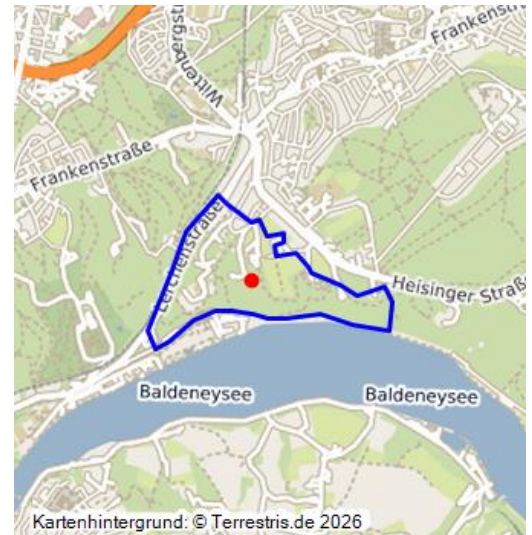 Frankenstraße
Wittenbergstr
Frankenstraße
Lerchenstraße
Heisinger Straße
Baldeneysee
Baldeneysee
Kartenhintergrund: © Terrestris.de 2026